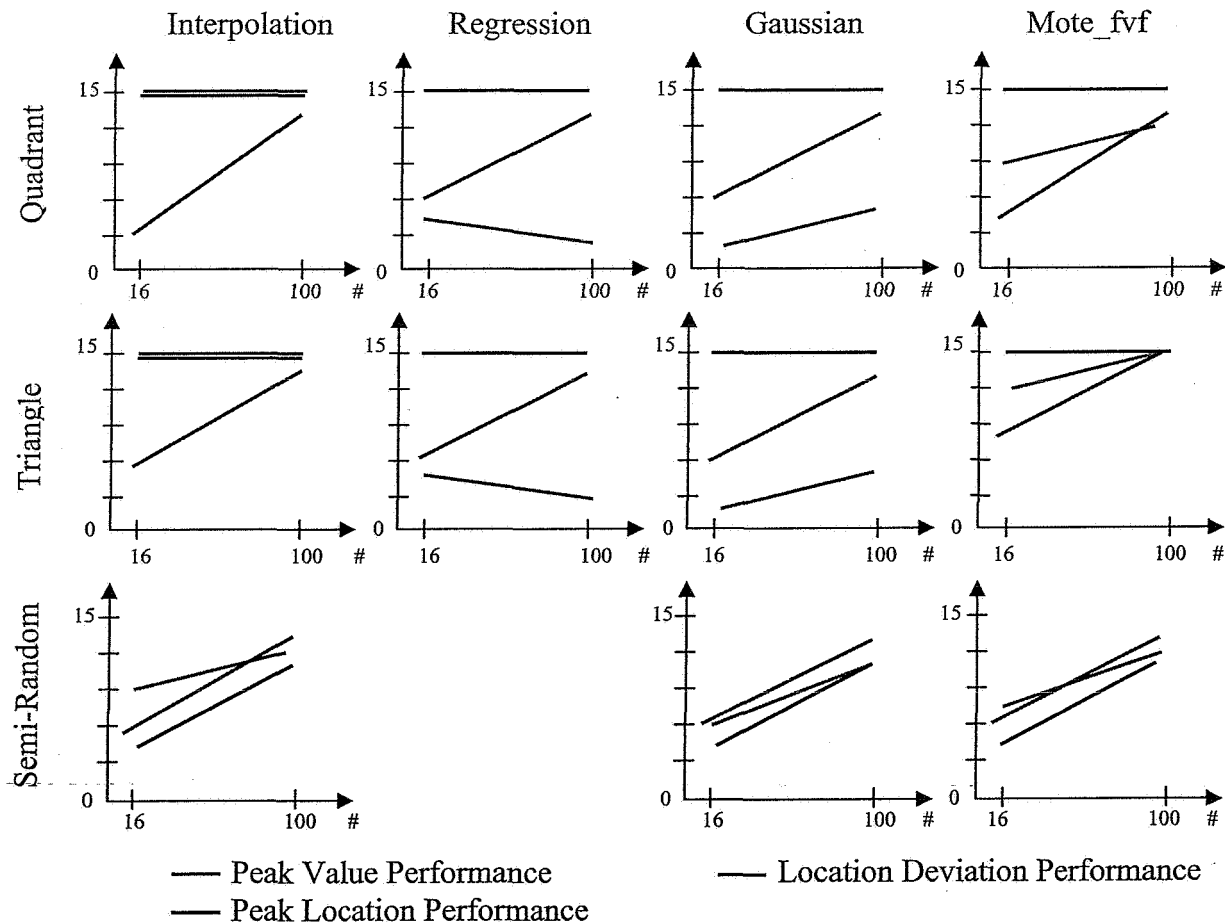 Interpolation Regression Gaussian Mote_fvf
Quadrant
15 15 15 15
0 0 0 0
16 100 # 16 100 # 16 100 # 16 100 #
Triangle
15 15 15 15
0 0 0 0
16 100 # 16 100 # 16 100 # 16 100 #
Semi-Random
15 15 15
0 0 0
16 100 # 16 100 # 16 100 #
Peak Value Performance Location Deviation Performance
Peak Location Performance